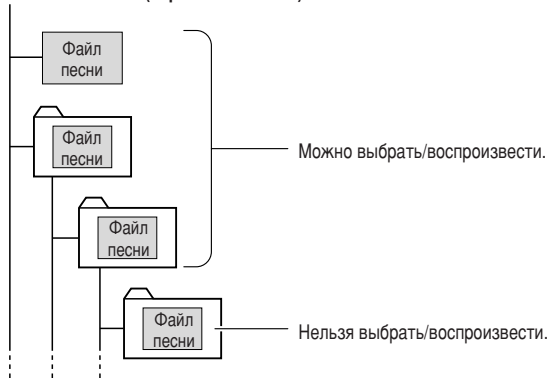 Файл
песни
Файл
песни
Можно выбрать/воспроизвести.
Файл
песни
Файл
песни
Нельзя выбрать/воспроизвести.